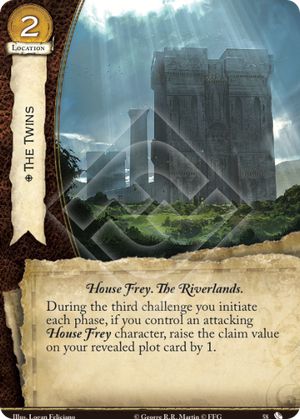 2
LOCATION
THE TWINS
House Frey. The Riverlands.
During the third challenge you initiate
each phase, if you control an attacking
House Frey character, raise the claim value
on your revealed plot card by 1.
Illus. Logan Feliciano © George R.R. Martin © FFG 58